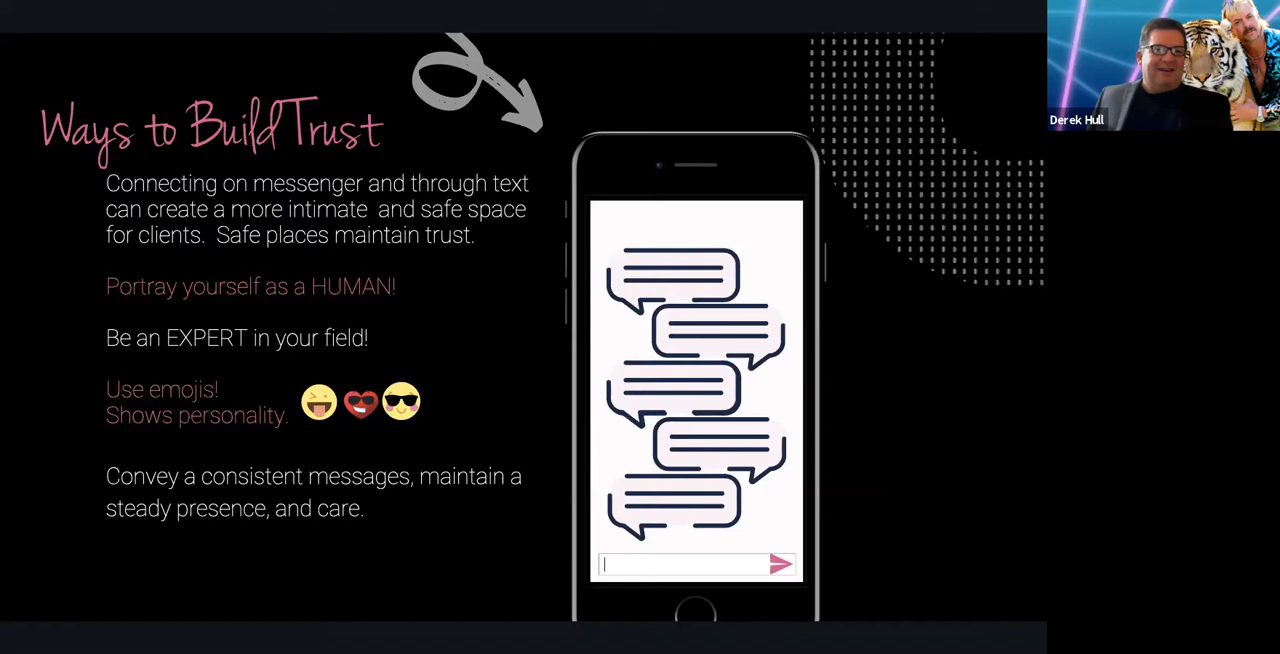 Ways to Build Trust
Connecting on messenger and through text
can create a more intimate and safe space
for clients. Safe places maintain trust.
Portray yourself as a HUMAN!
Be an EXPERT in your field!
Use emojis!
Shows personality.
Convey a consistent messages, maintain a
steady presence, and care.
Derek Hull